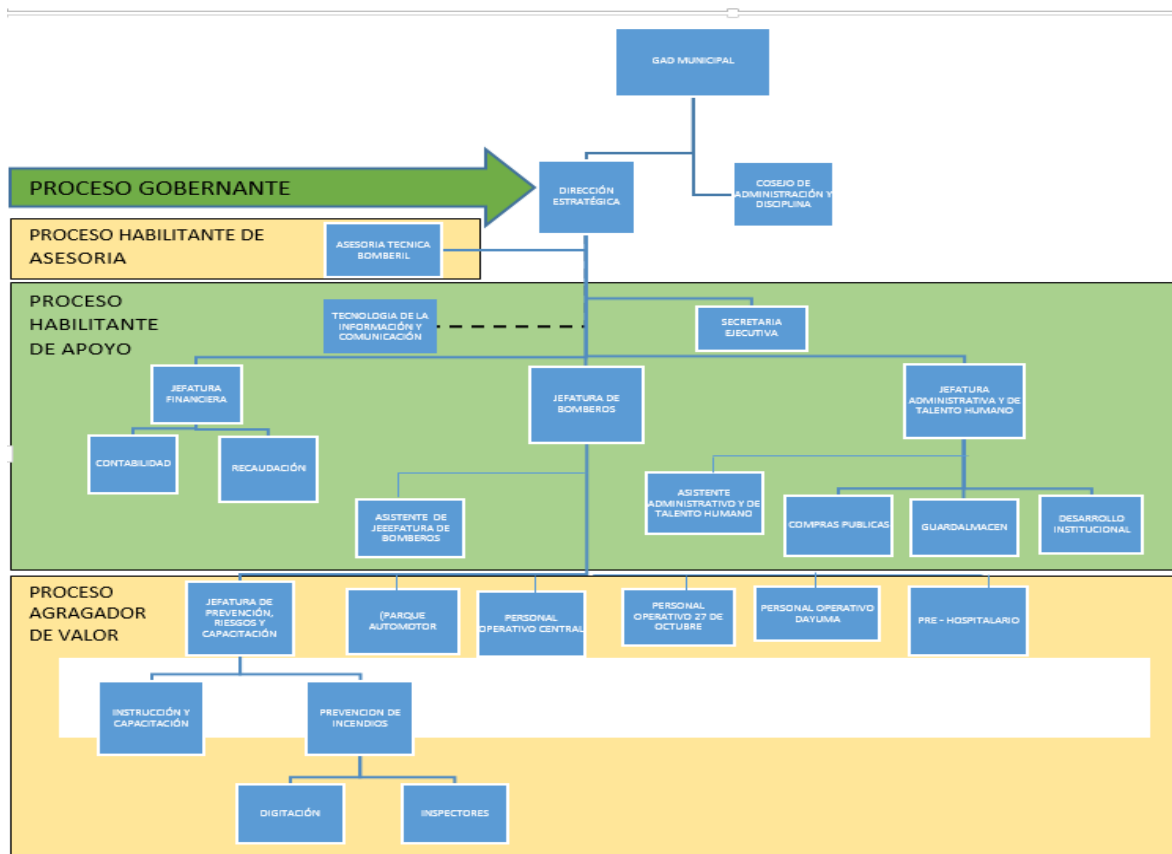 GAD MUNICIPAL
PROCESO GOBERNANTE
DIRECCIÓN
ESTRATÉGICA
COSEJO DE
ADMINISTRACIÓN Y
DISCIPLINA
PROCESO HABILITANTE DE
ASESORIA
ASESORIA TECNICA
BOMBERIL
PROCESO
HABILITANTE
DE APOYO
TECNOLOGIA DE LA
INFORMACIÓN Y
COMUNICACIÓN
SECRETARIA
EJECUTIVA
JEFATURA
FINANCIERA
JEFATURA DE
BOMBEROS
JEFATURA
ADMINISTRATIVA Y DE
TALENTO HUMANO
CONTABILIDAD
RECAUDACIÓN
ASISTENTE DE
JEEEFATURA DE
BOMBEROS
ASISTENTE
ADMINISTRATIVO Y DE
TALENTO HUMANO
COMPRAS PUBLICAS
GUARDALMACEN
DESARROLLO
INSTITUCIONAL
PROCESO
AGRAGADOR
DE VALOR
JEFATURA DE
PREVENCIÓN,
RIESGOS Y
CAPACITACIÓN
(PARQUE
AUTOMOTOR
PERSONAL
OPERATIVO CENTRAL
PERSONAL
OPERATIVO 27 DE
OCTUBRE
PERSONAL OPERATIVO
DAYUMA
PRE - HOSPITALARIO
INSTRUCCIÓN Y
CAPACITACIÓN
PREVENCION DE
INCENDIOS
DIGITACIÓN
INSPECTORES